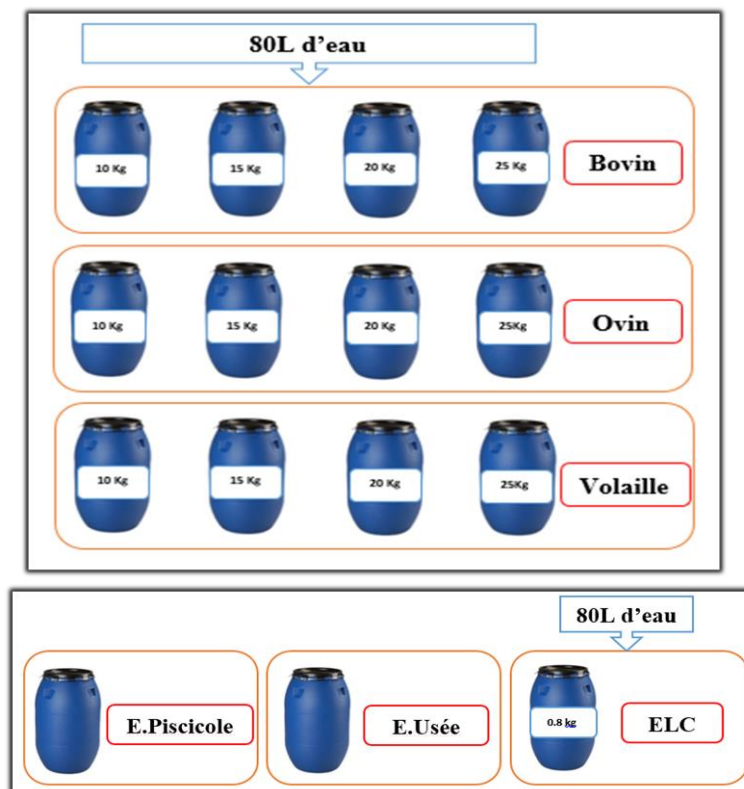 80L d’eau
10 Kg
15 Kg
20 Kg
25 Kg
Bovin
10 Kg
15 Kg
20 Kg
25Kg
Ovin
10 Kg
15 Kg
20 Kg
25Kg
Volaille
80L d’eau
E.Piscicole
E.Usée
0.8 kg
ELC